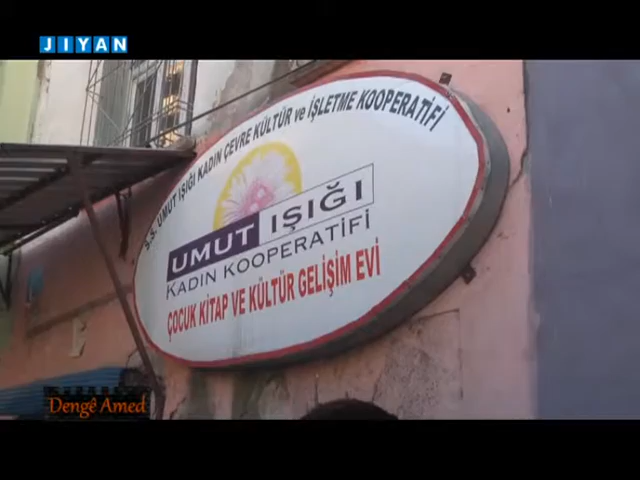 JIYAN
S.S. UMUT IŞIĞI KADIN ÇEVRE KÜLTÜR ve İŞLETME KOOPERATİFİ
UMUT IŞIĞI
KADIN KOOPERATİFİ
ÇOCUK KİTAP VE KÜLTÜR GELİŞİM EVİ
Dengê Amed